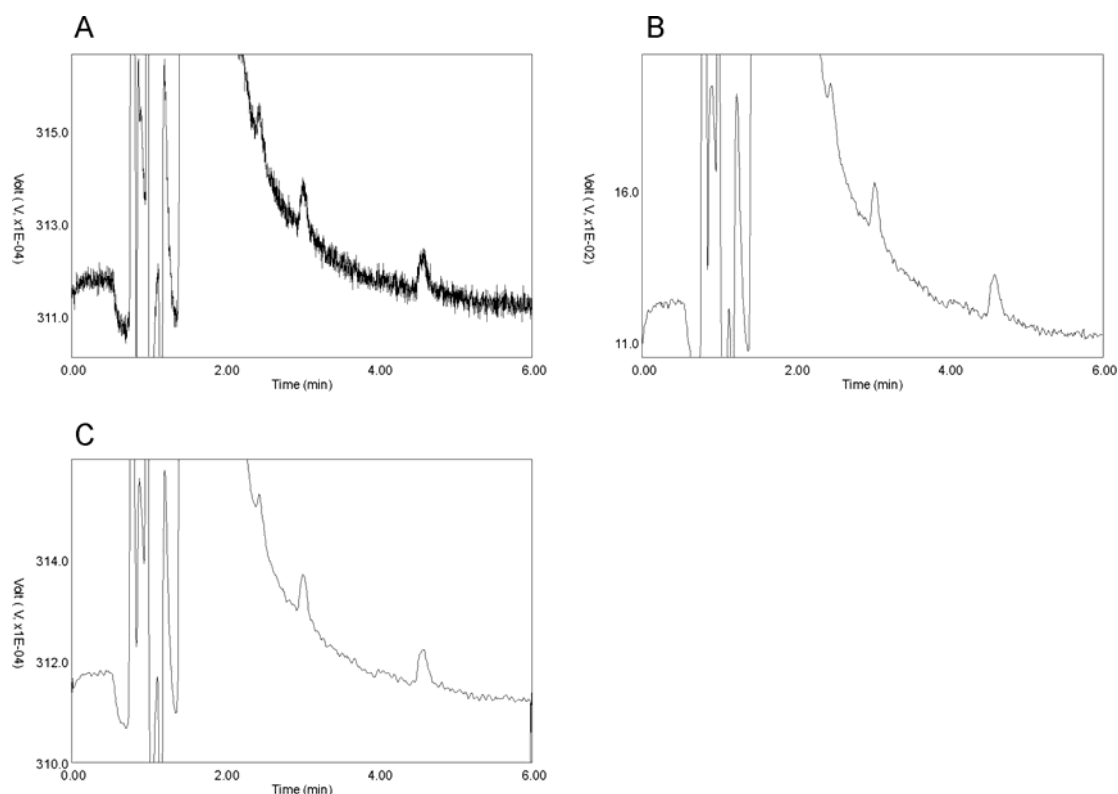 A
315.0
313.0
311.0
Volt ( V, x1E-04)
0.00
2.00
4.00
6.00
Time (min)
B
16.0
11.0
Volt ( V, x1E-02)
0.00
2.00
4.00
6.00
Time (min)
C
314.0
312.0
310.0
Volt ( V, x1E-04)
0.00
2.00
4.00
6.00
Time (min)